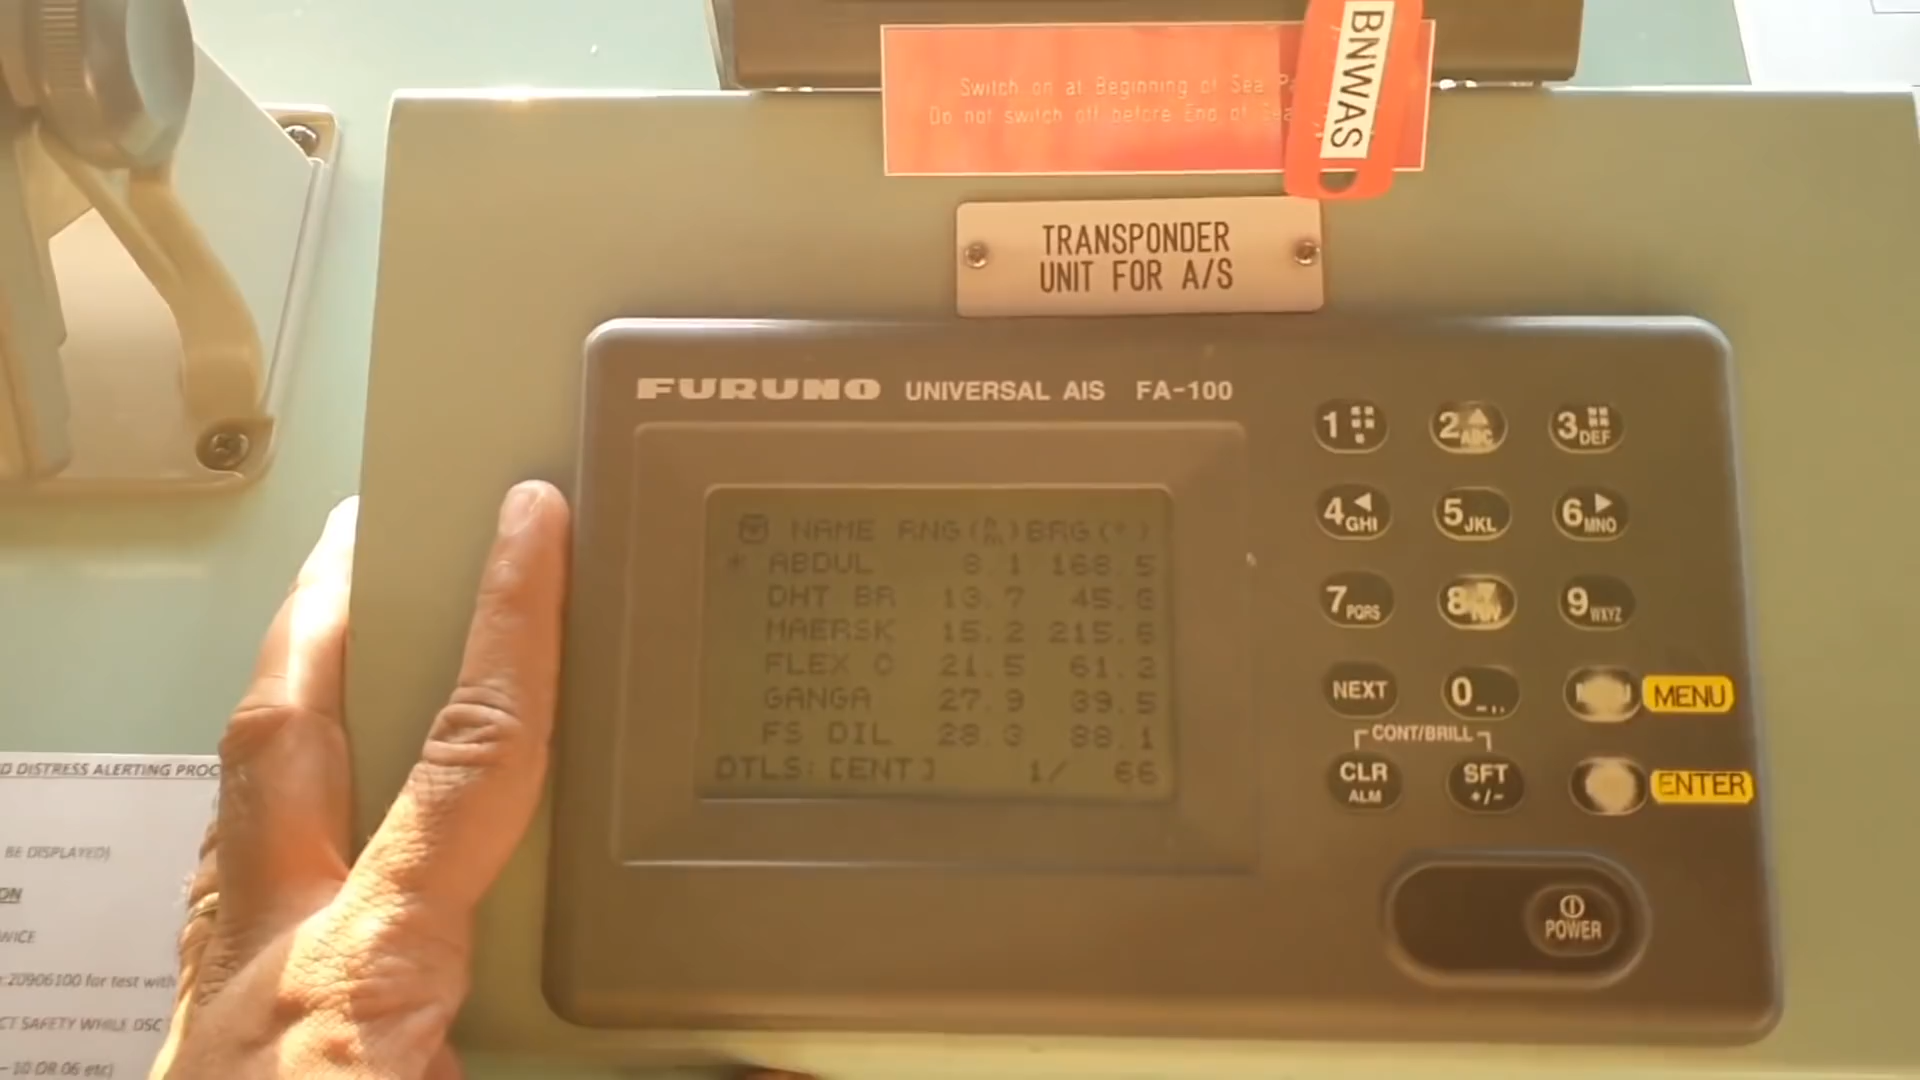 Switch on at Beginning of Sea
Do not switch off before End of Sea
BNWAS
TRANSPONDER
UNIT FOR A/S
FURUNO UNIVERSAL AIS FA-100
NAME RNG(nm)BRG(°)
* ABDUL 8.1 168.5
DHT BR 13.7
MAERSK 15.2
FLEX C 21.5 61.2
GANGA 27.9 39.5
FS DIL 28.3 88.1
DTLS:[ENT] 1/ 66
1 2 ABC 3 DEF
4 GHI 5 JKL 6 MNO
7 PQRS 8 9 WXYZ
NEXT 0 MENU
CONT/BRILL
CLR ALM SFT +/- ENTER
POWER
D DISTRESS ALERTING PROC
BE DISPLAYED)
ON
WICE
:20906100 for test with
CT SAFETY WHILE DSC
– 10 DR.06 etc)